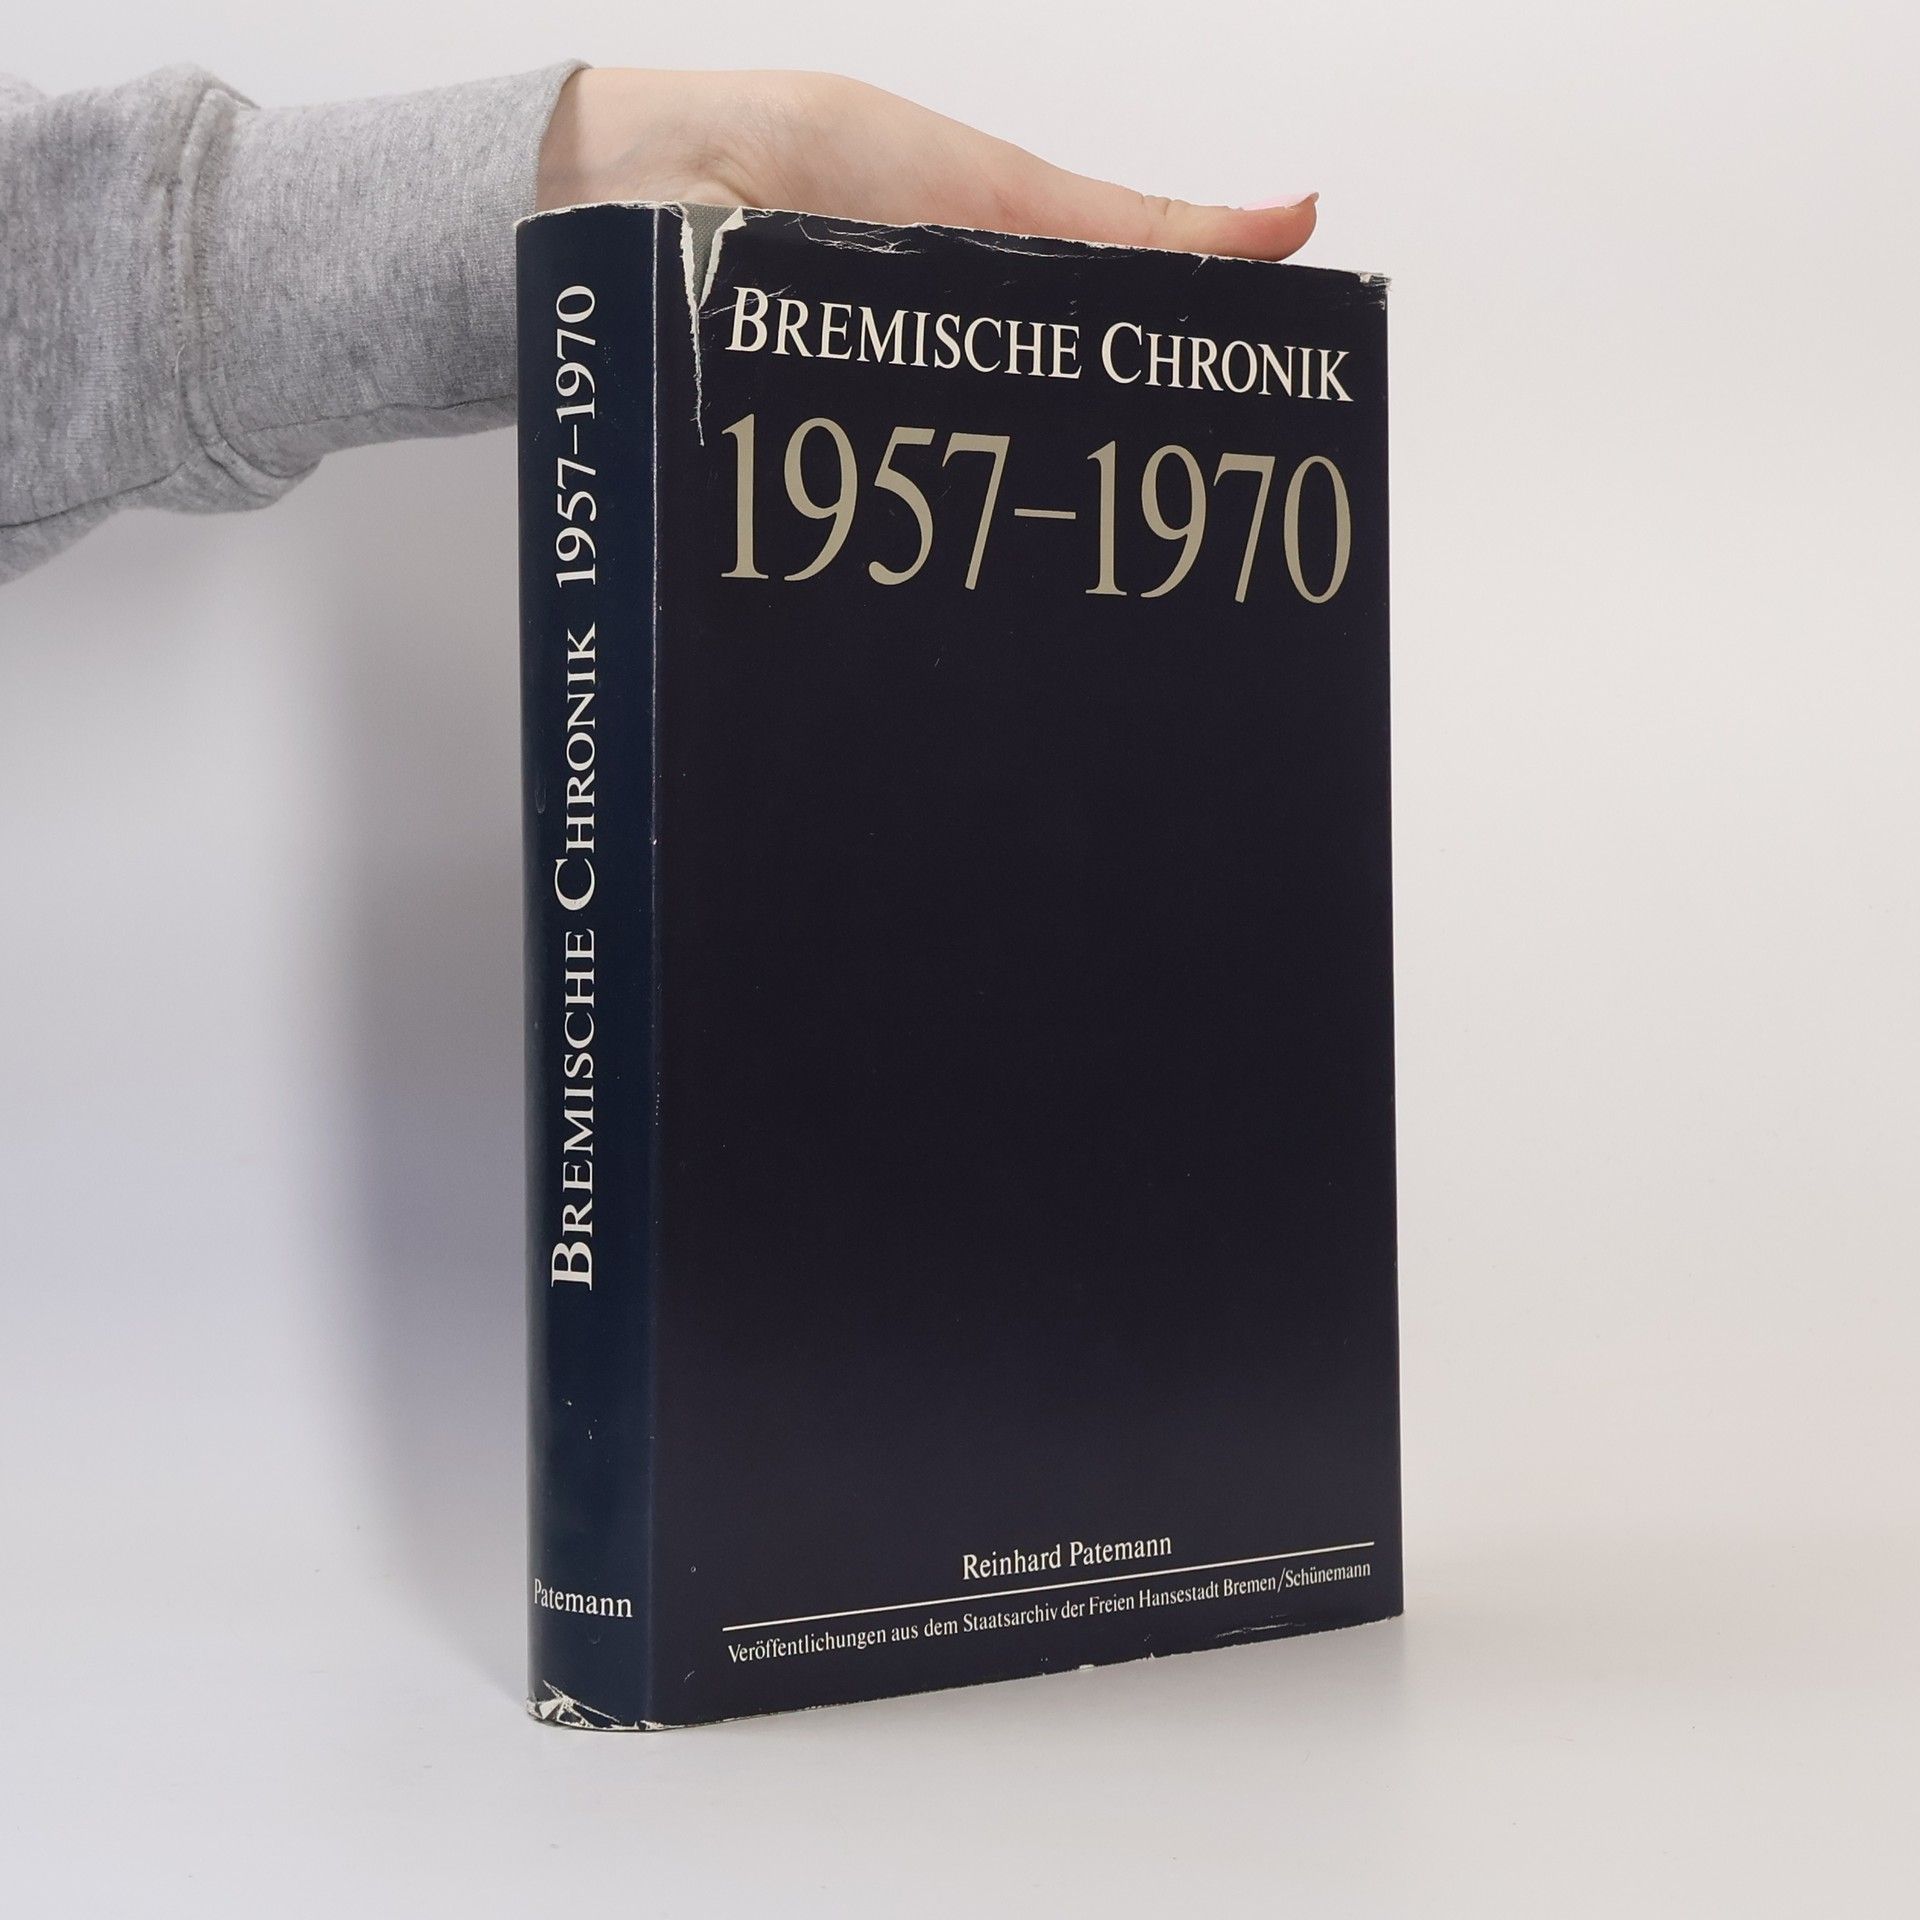 BREMISCHE CHRONIK
1957–1970
Reinhard Patemann
Veröffentlichungen aus dem Staatsarchiv der Freien Hansestadt Bremen/Schünemann
BREMISCHE CHRONIK 1957–1970
Patemann